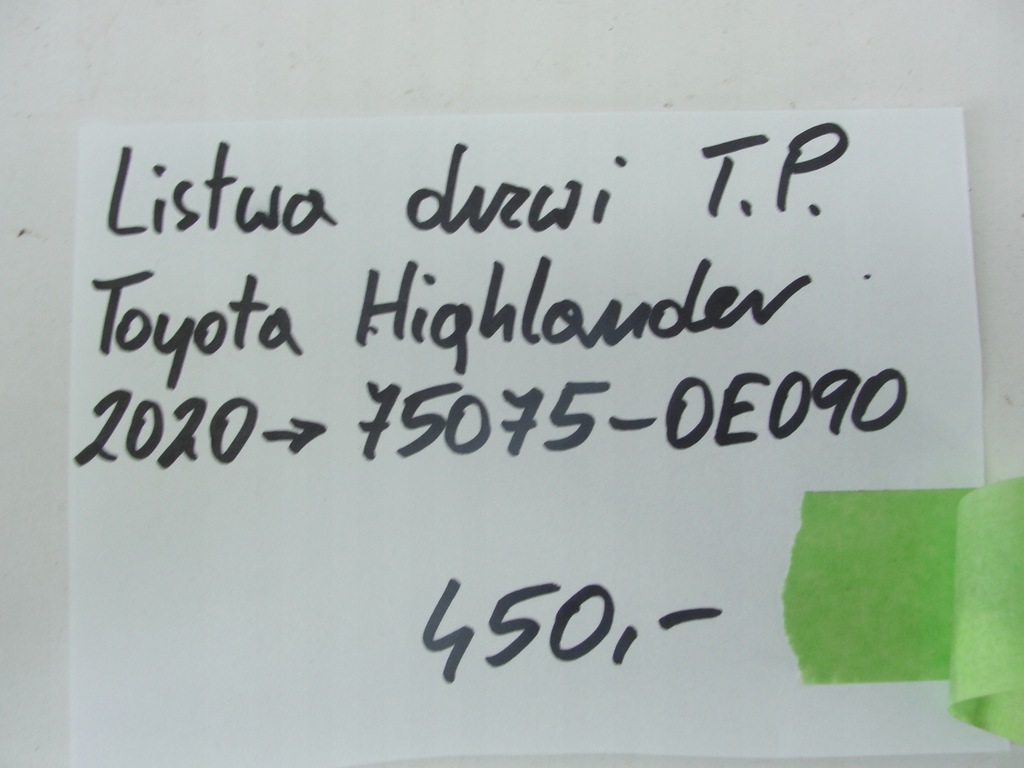 Listwa drzwi T.P.
Toyota Highlander
2020→ 75075-0E090
450,-